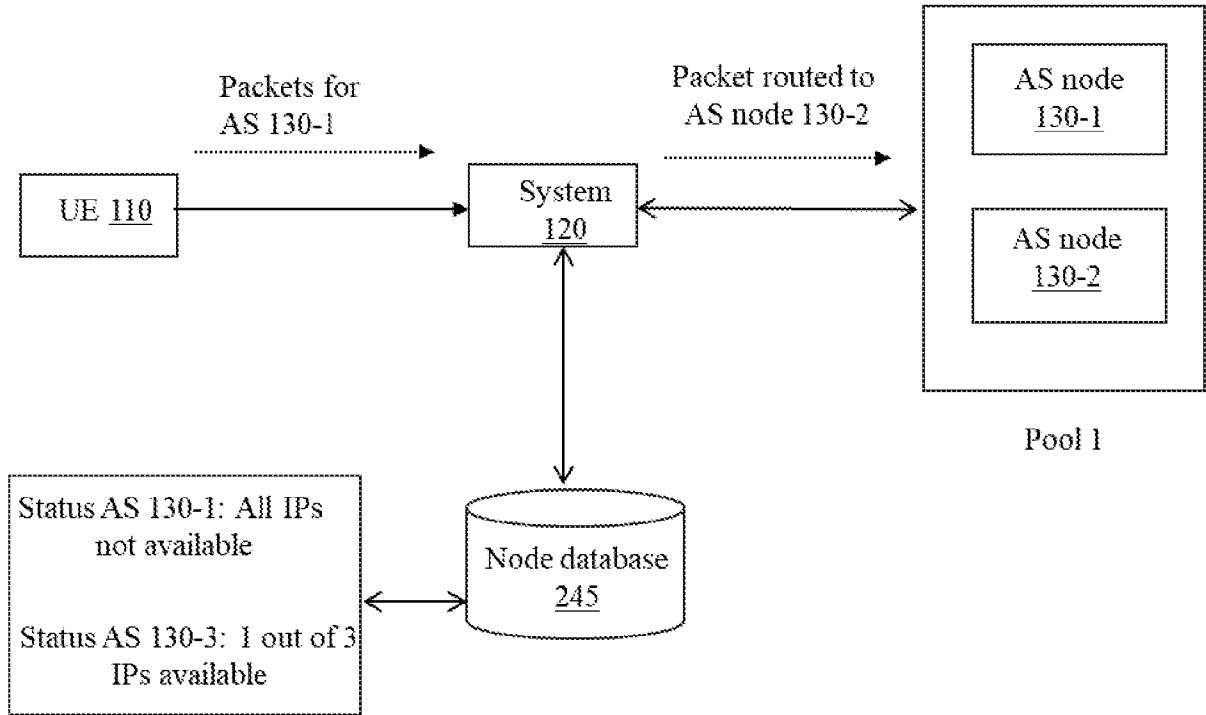 Packets for
AS 130-1
Packet routed to
AS node 130-2
AS node
130-1
UE 110
System
120
AS node
130-2
Pool 1
Status AS 130-1: All IPs
not available
Node database
245
Status AS 130-3: 1 out of 3
IPs available